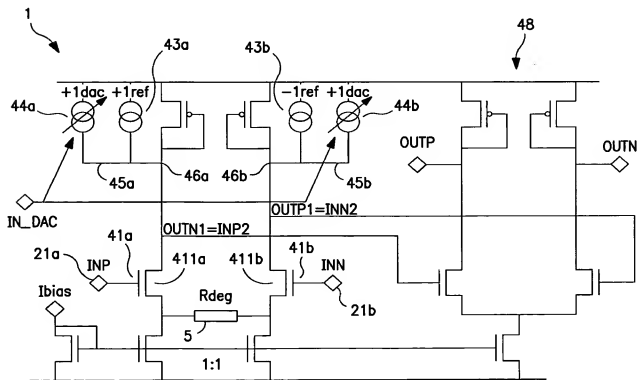 1
43a
43b
48
+1dac
+1ref
-1ref
+1dac
44a
44b
OUTP
OUTN
45a
46a
46b
45b
IN_DAC
OUTP1=INN2
OUTN1=INP2
41a
41b
INP
411a
411b
INN
21a
21b
Ibias
Rdeg
5
1:1